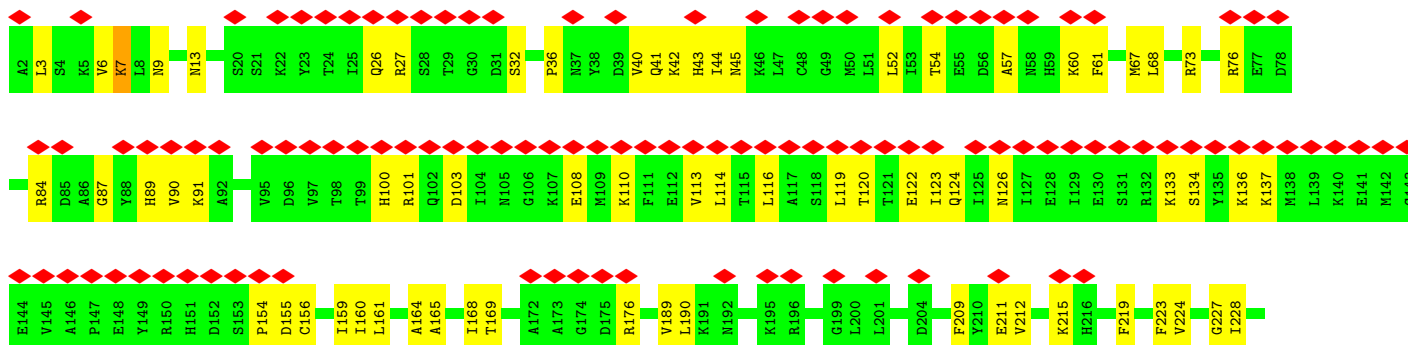 A2 L3 S4 K5 V6 K7 L8 N9 N13 S20 S21 K22 Y23 T24 I25 Q26 R27 S28 T29 G30 D31 S32 P36 N37 Y38 D39 V40 Q41 K42 H43 I44 N45 K46 L47 C48 G49 M50 L51 L52 I53 T54 E55 D56 A57 N58 H59 K60 F61 M67 L68 R73 R76 E77 D78
R84 D85 A86 G87 Y88 H89 V90 K91 A92 V95 D96 V97 T98 T99 H100 R101 Q102 D103 I104 N105 G106 K107 E108 M109 K110 F111 E112 V113 L114 T115 L116 A117 S118 L119 T120 T121 E122 I123 Q124 I125 N126 I127 E128 I129 E130 S131 R132 K133 S134 Y135 K136 K137 M138 L139 K140 E141 M142
E144 V145 A146 P147 E148 Y149 R150 H151 D152 S153 P154 D155 C156 I159 I160 L161 A164 A165 I168 T169 A172 A173 G174 D175 R176 V189 L190 K191 N192 K195 R196 G199 L200 L201 D204 F209 Y210 E211 V212 K215 H216 F219 F223 V224 G227 I228